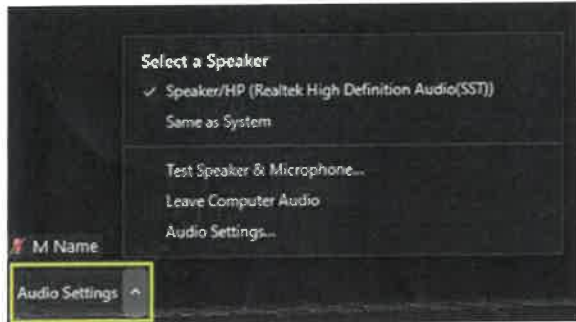 Select a Speaker
Speaker/HP (Realtek High Definition Audio(SST))
Same as System
Test Speaker & Microphone...
Leave Computer Audio
Audio Settings...
M Name
Audio Settings